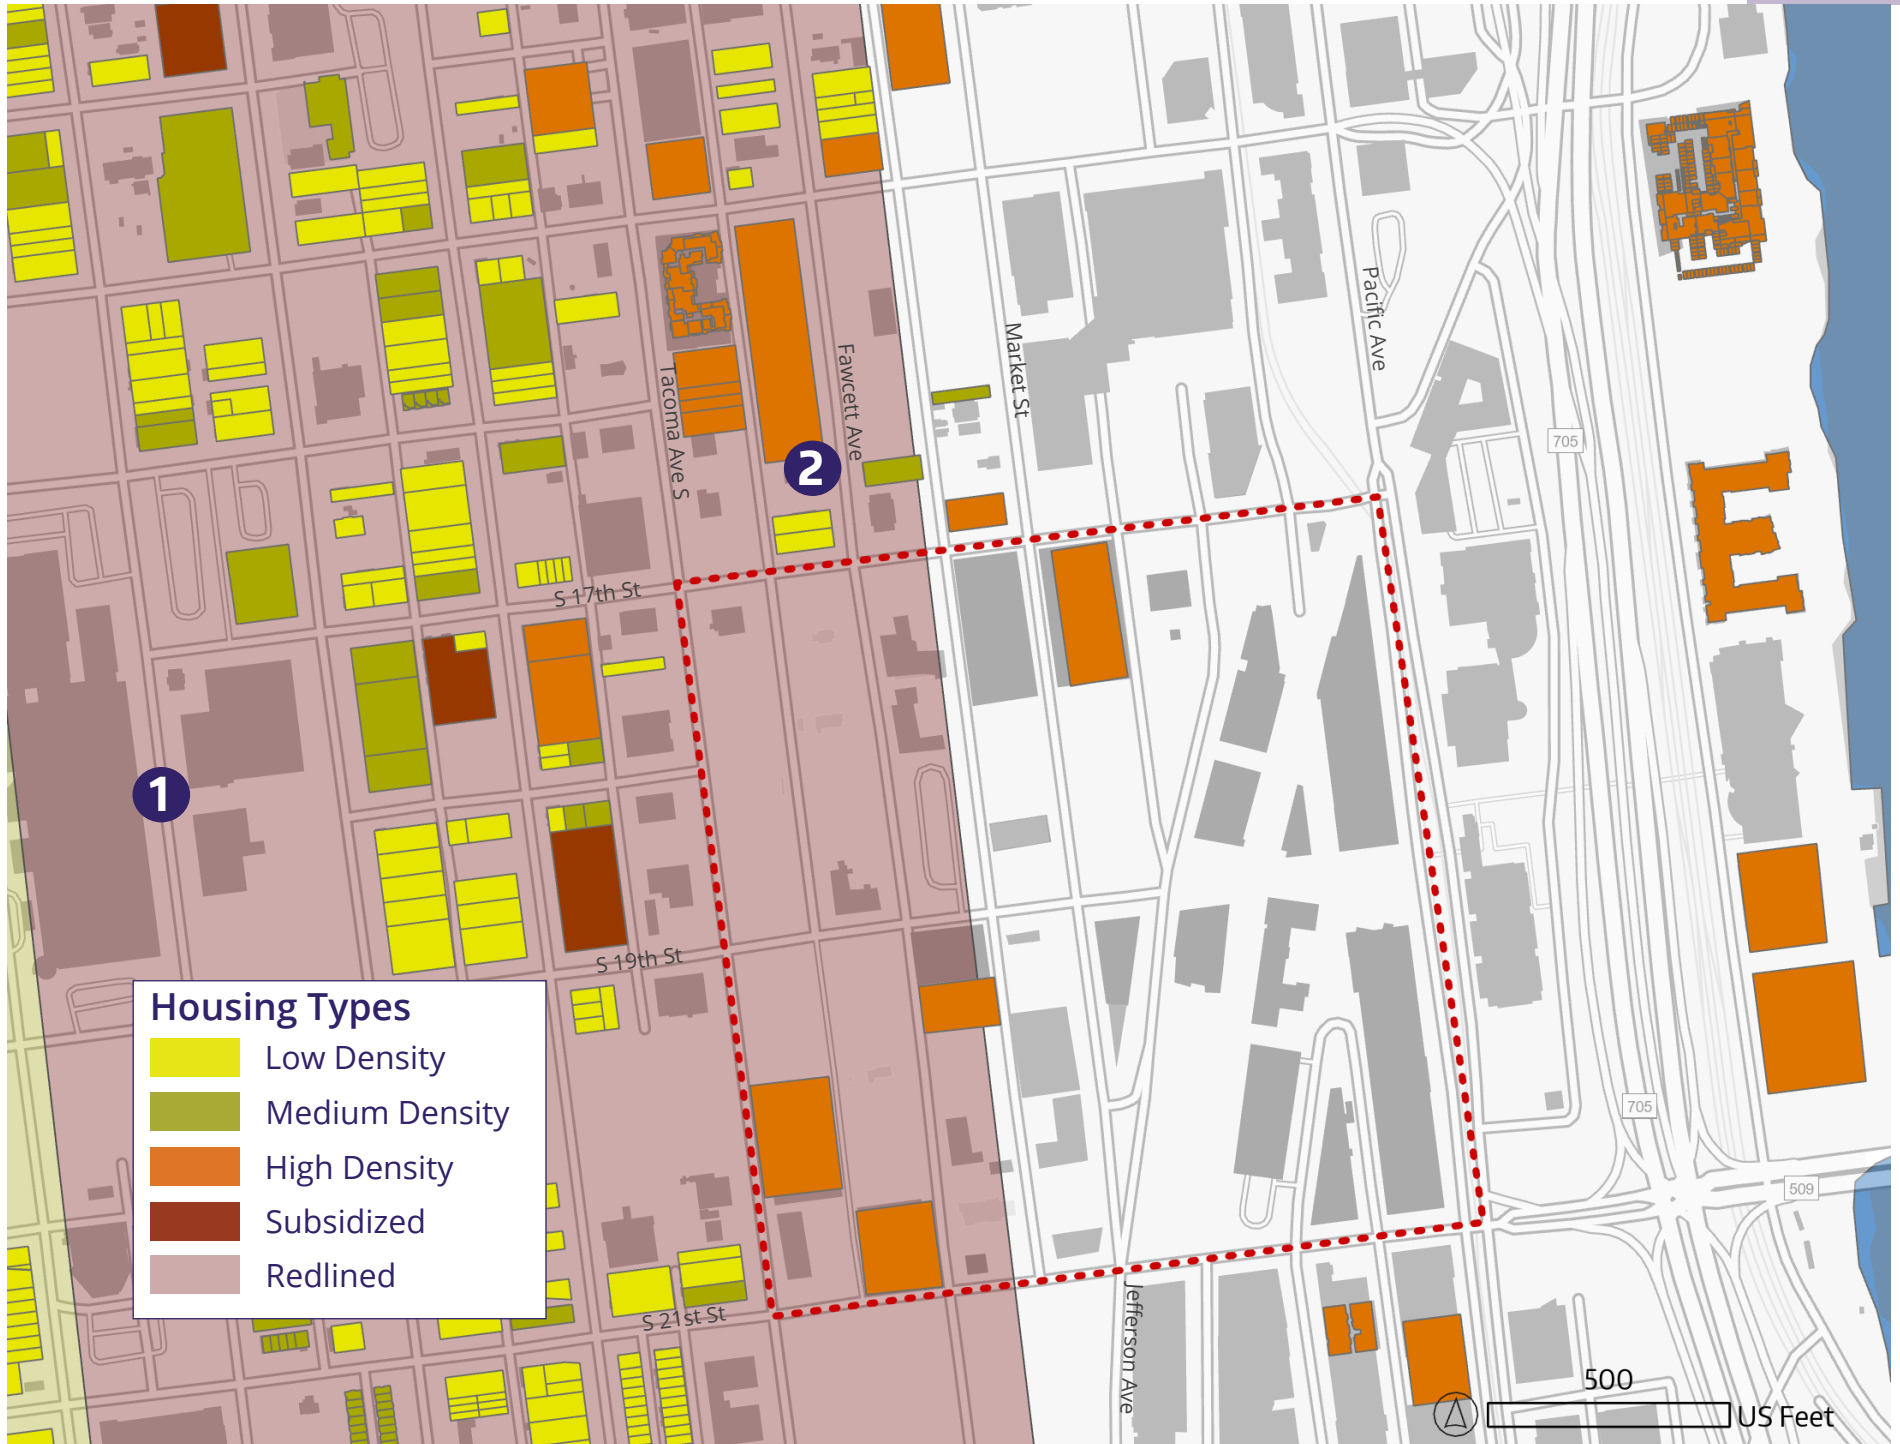 Pacific Ave
Market St
Fawcett Ave
Tacoma Ave S
705
2
S 17th St
1
S 19th St
Housing Types
Low Density
Medium Density
High Density
Subsidized
Redlined
705
509
S 21st St
Jefferson Ave
500
US Feet